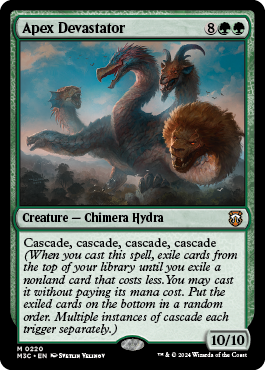 Apex Devastator 8
Creature — Chimera Hydra
Cascade, cascade, cascade, cascade
(When you cast this spell, exile cards from
the top of your library until you exile a
nonland card that costs less.You may cast
it without paying its mana cost. Put the
exiled cards on the bottom in a random
order. Multiple instances of cascade each
trigger separately.)
10/10
M 0220
M3C • EN Svetlin Velinov ™ & © 2024 Wizards of the Coast